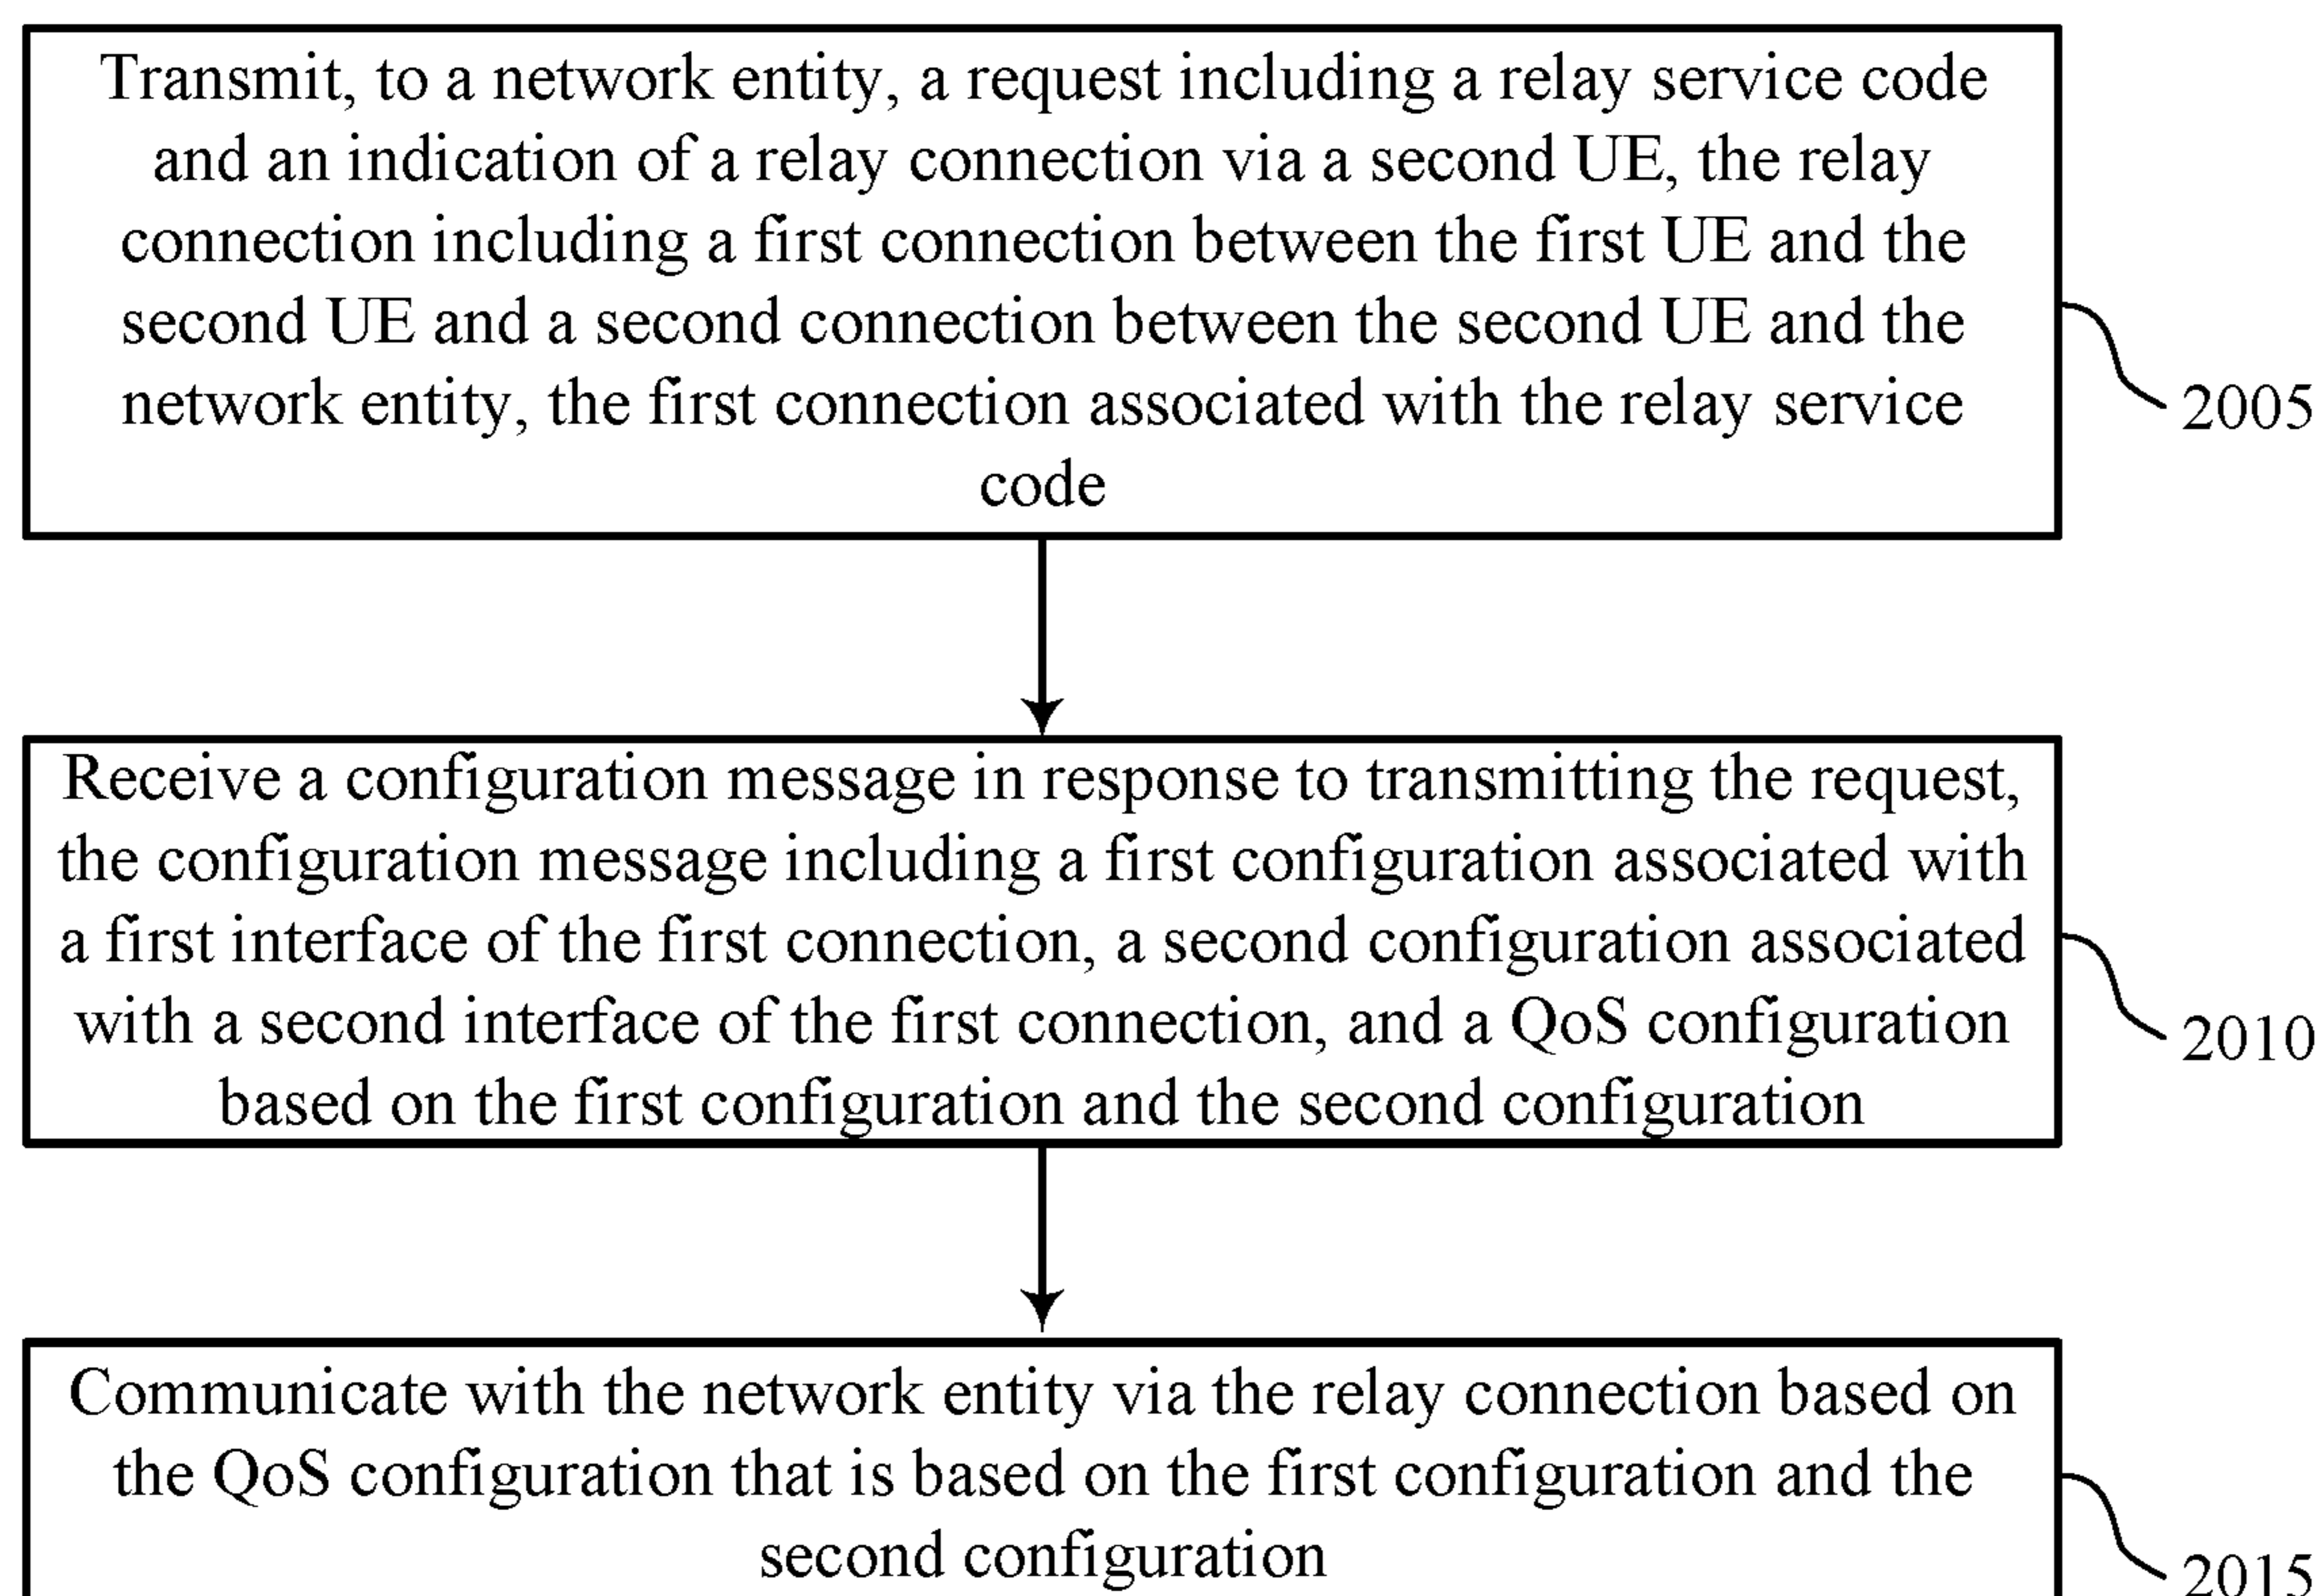 Transmit, to a network entity, a request including a relay service code
and an indication of a relay connection via a second UE, the relay
connection including a first connection between the first UE and the
second UE and a second connection between the second UE and the
network entity, the first connection associated with the relay service
code
2005
Receive a configuration message in response to transmitting the request,
the configuration message including a first configuration associated with
a first interface of the first connection, a second configuration associated
with a second interface of the first connection, and a QoS configuration
based on the first configuration and the second configuration
2010
Communicate with the network entity via the relay connection based on
the QoS configuration that is based on the first configuration and the
second configuration
2015